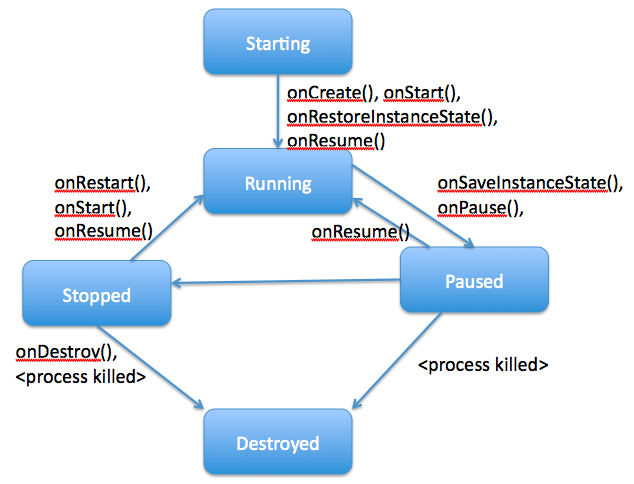 Starting
onCreate(), onStart(),
onRestoreInstanceState(),
onResume()
Running
onRestart(),
onStart(),
onResume()
onSaveInstanceState(),
onPause(),
onResume()
Stopped
Paused
onDestroy(),
<process killed>
<process killed>
Destroyed